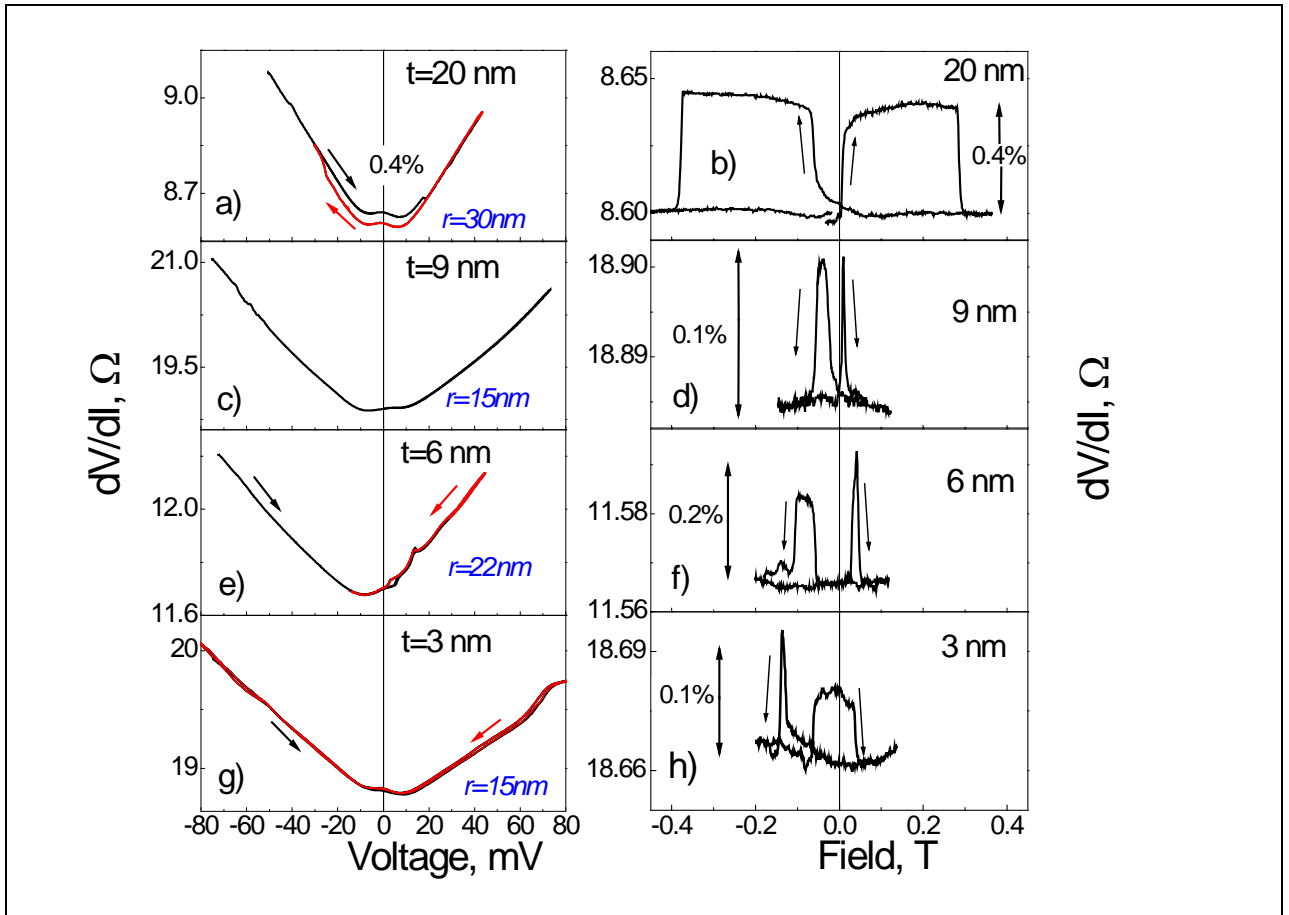 dV/dI, Ω
9.0
8.7
t=20 nm
0.4%
a)
r=30nm
21.0
19.5
t=9 nm
c)
r=15nm
12.0
11.6
t=6 nm
e)
r=22nm
20
19
t=3 nm
g)
r=15nm
-80 -60 -40 -20 0 20 40 60 80
Voltage, mV
8.65
8.60
20 nm
b)
0.4%
18.90
18.89
9 nm
0.1%
d)
11.58
11.56
6 nm
0.2%
f)
18.69
18.66
3 nm
0.1%
h)
-0.4 -0.2 0.0 0.2 0.4
Field, T
dV/dI, Ω